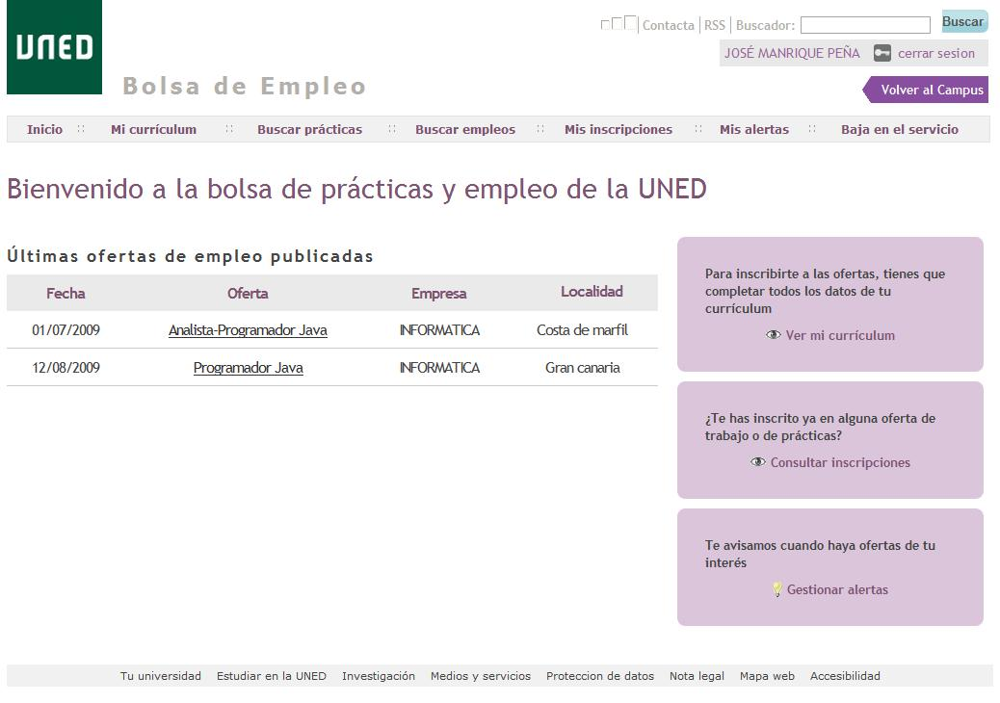 UNED
Contacta RSS Buscador: Buscar
JOSÉ MANRIQUE PEÑA cerrar sesion
Bolsa de Empleo
Volver al Campus
Inicio Mi currículum Buscar prácticas Buscar empleos Mis inscripciones Mis alertas Baja en el servicio
Bienvenido a la bolsa de prácticas y empleo de la UNED
Últimas ofertas de empleo publicadas
Fecha Oferta Empresa Localidad
01/07/2009 Analista-Programador Java INFORMATICA Costa de marfil
12/08/2009 Programador Java INFORMATICA Gran canaria
Para inscribirte a las ofertas, tienes que
completar todos los datos de tu
currículum
Ver mi currículum
¿Te has inscrito ya en alguna oferta de
trabajo o de prácticas?
Consultar inscripciones
Te avisamos cuando haya ofertas de tu
interés
Gestionar alertas
Tu universidad Estudiar en la UNED Investigación Medios y servicios Proteccion de datos Nota legal Mapa web Accesibilidad